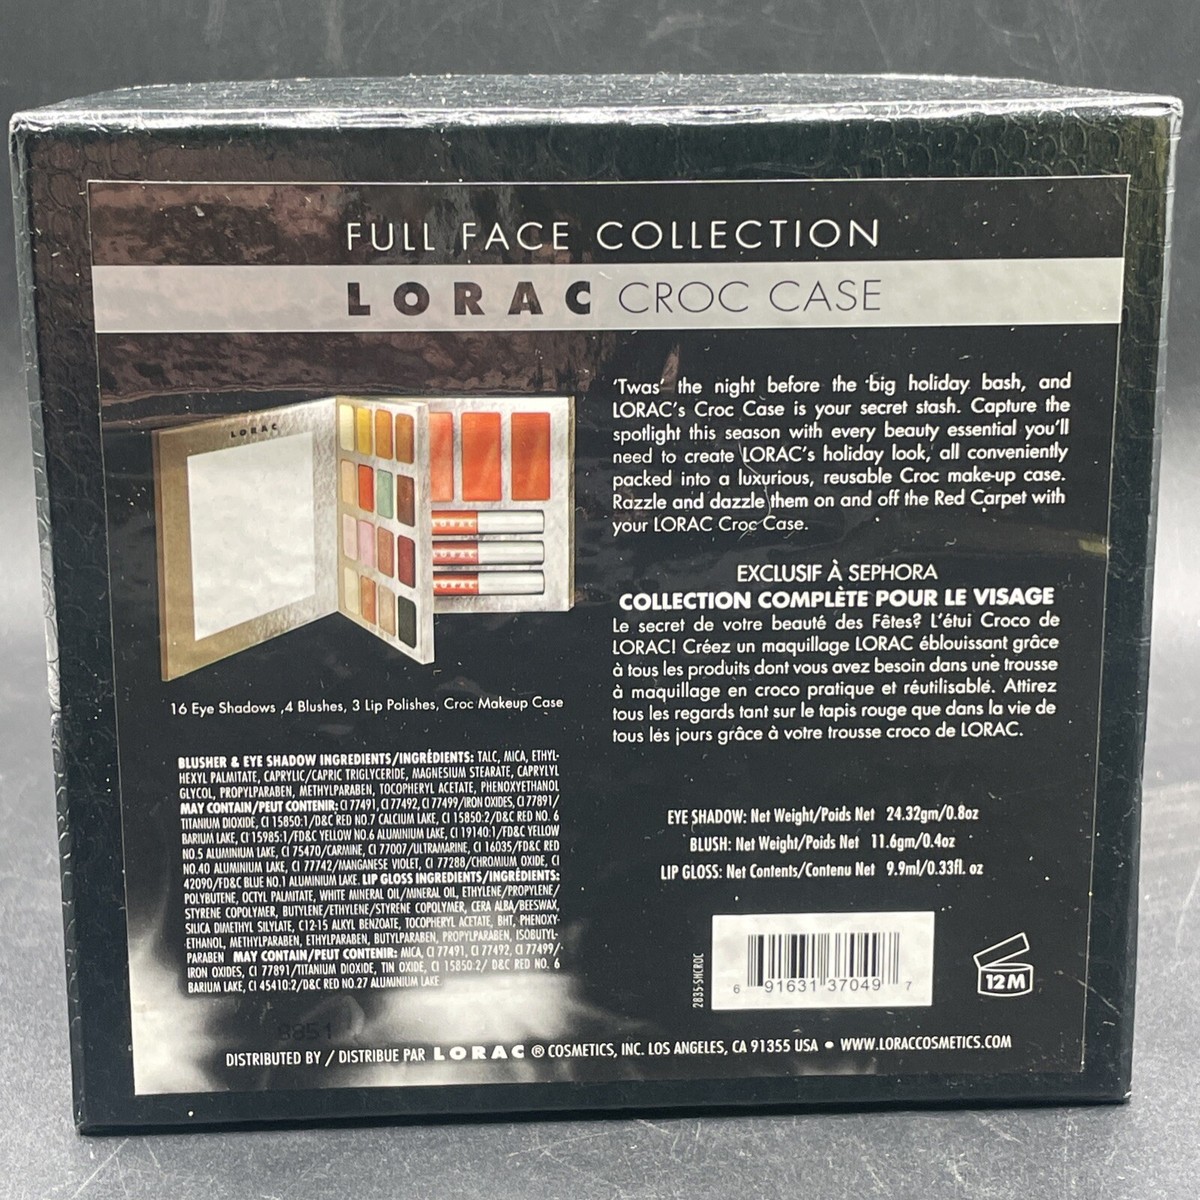 FULL FACE COLLECTION
LORAC CROC CASE
LORAC
LORAC
LORAC
LORAC
16 Eye Shadows ,4 Blushes, 3 Lip Polishes, Croc Makeup Case
'Twas' the night before the big holiday bash, and
LORAC's Croc Case is your secret stash. Capture the
spotlight this season with every beauty essential you'll
need to create LORAC's holiday look, all conveniently
packed into a luxurious, reusable Croc make-up case.
Razzle and dazzle them on and off the Red Carpet with
your LORAC Croc Case.
EXCLUSIF À SEPHORA
COLLECTION COMPLÈTE POUR LE VISAGE
Le secret de votre beauté des Fêtes? L'étui Croco de
LORAC! Créez un maquillage LORAC éblouissant grâce
à tous les produits dont vous avez besoin dans une trousse
à maquillage en croco pratique et réutilisable. Attirez
tous les regards tant sur le tapis rouge que dans la vie de
tous les jours grâce à votre trousse croco de LORAC.
BLUSHER & EYE SHADOW INGREDIENTS/INGRÉDIENTS: TALC, MICA, ETHYL-
HEXYL PALMITATE, CAPRYLIC/CAPRIC TRIGLYCERIDE, MAGNESIUM STEARATE, CAPRYLYL
GLYCOL, PROPYLPARABEN, METHYLPARABEN, TOCOPHERYL ACETATE, PHENOXYETHANOL
MAY CONTAIN/PEUT CONTENIR: CI 77491, CI 77492, CI 77499/IRON OXIDES, CI 77891/
TITANIUM DIOXIDE, CI 15850:1/D&C RED NO.7 CALCIUM LAKE, CI 15850:2/D&C RED NO. 6
BARIUM LAKE, CI 15985:1/FD&C YELLOW NO.6 ALUMINIUM LAKE, CI 19140:1/FD&C YELLOW
NO.5 ALUMINIUM LAKE, CI 75470/CARMINE, CI 77007/ULTRAMARINE, CI 16035/FD&C RED
NO.40 ALUMINIUM LAKE, CI 77742/MANGANESE VIOLET, CI 77288/CHROMIUM OXIDE, CI
42090/FD&C BLUE NO.1 ALUMINIUM LAKE. LIP GLOSS INGREDIENTS/INGRÉDIENTS:
POLYBUTENE, OCTYL PALMITATE, WHITE MINERAL OIL/MINERAL OIL, ETHYLENE/PROPYLENE/
STYRENE COPOLYMER, BUTYLENE/ETHYLENE/STYRENE COPOLYMER, CERA ALBA/BEESWAX,
SILICA DIMETHYL SILYLATE, C12-15 ALKYL BENZOATE, TOCOPHERYL ACETATE, BHT, PHENOXY-
ETHANOL, METHYLPARABEN, ETHYLPARABEN, BUTYLPARABEN, PROPYLPARABEN, ISOBUTYL-
PARABEN MAY CONTAIN/PEUT CONTENIR: MICA, CI 77491, CI 77492, CI 77499/
IRON OXIDES, CI 77891/TITANIUM DIOXIDE, TIN OXIDE, CI 15850:2/ D&C RED NO. 6
BARIUM LAKE, CI 45410:2/D&C RED NO.27 ALUMINIUM LAKE
EYE SHADOW: Net Weight/Poids Net 24.32gm/0.8oz
BLUSH: Net Weight/Poids Net 11.6gm/0.4oz
LIP GLOSS: Net Contents/Contenu Net 9.9ml/0.33fl. oz
2835-SHCROC
6 91631 37049 7
12M
8851
DISTRIBUTED BY / DISTRIBUE PAR LORAC ® COSMETICS, INC. LOS ANGELES, CA 91355 USA • WWW.LORACCOSMETICS.COM